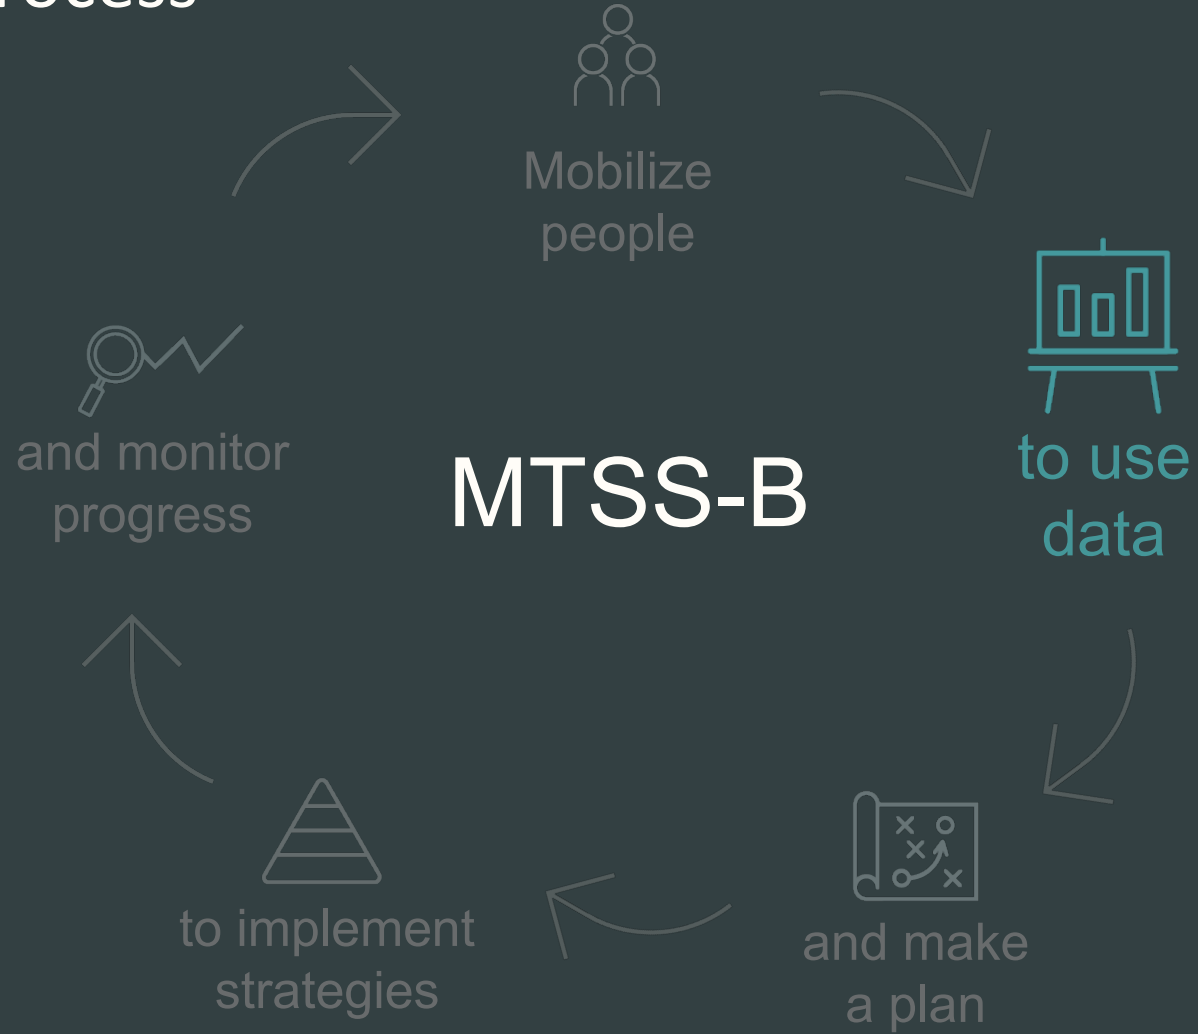 Mobilize
people
to use
data
and make
a plan
to implement
strategies
and monitor
progress
MTSS-B